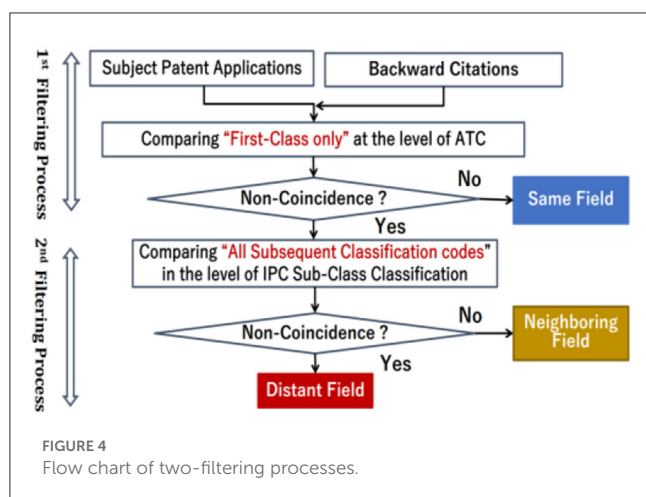 1st Filtering Process
Subject Patent Applications
Backward Citations
Comparing “First-Class only” at the level of ATC
Non-Coincidence ?
No
Same Field
Yes
2nd Filtering Process
Comparing “All Subsequent Classification codes”
in the level of IPC Sub-Class Classification
Non-Coincidence ?
No
Neighboring
Field
Yes
Distant Field
FIGURE 4
Flow chart of two-filtering processes.